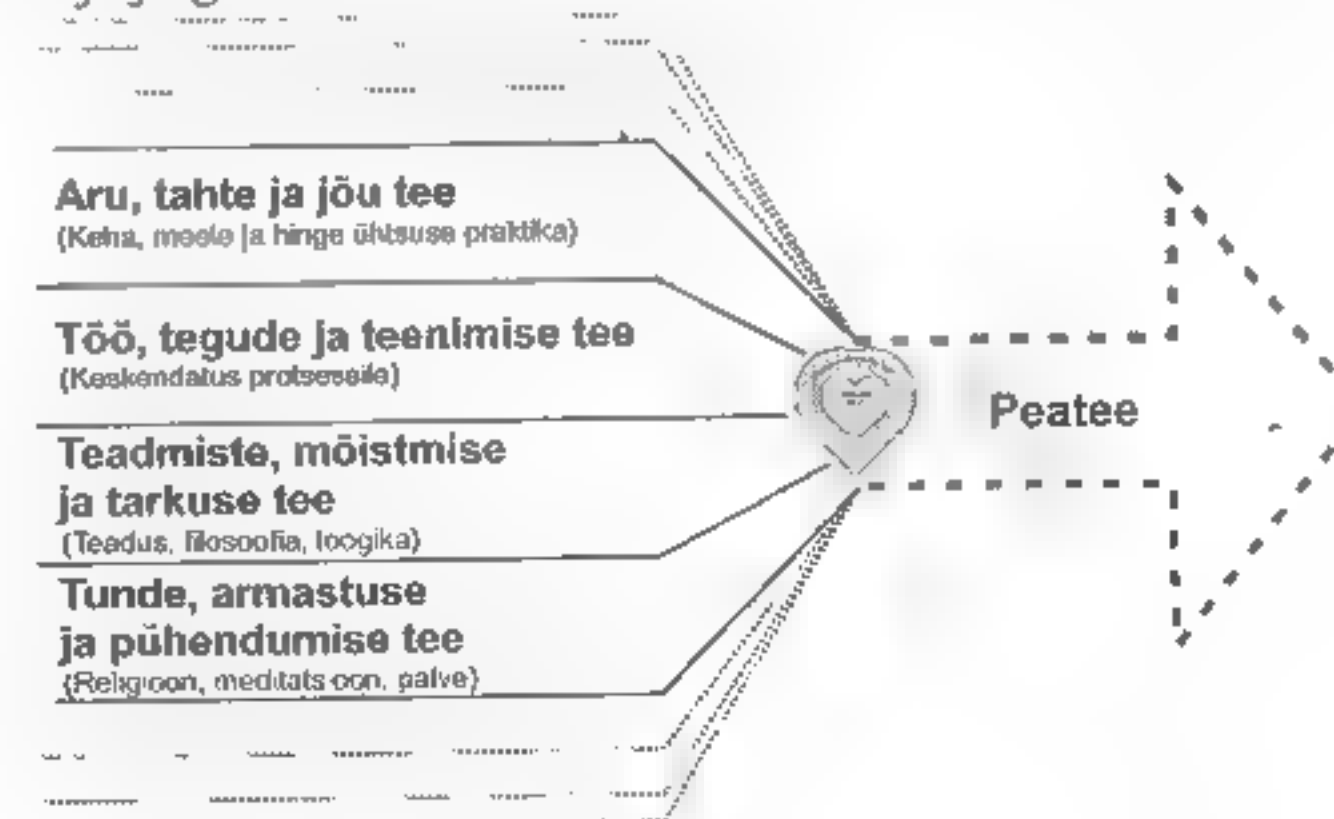 Aru, tahte ja jõu tee
(Keha, meele ja hinge ühtsuse praktika)
Töö, tegude ja teenimise tee
(Keskendatus protsessile)
Peatee
Teadmiste, mõistmise
ja tarkuse tee
(Teadus, filosoofia, loogika)
Tunde, armastuse
ja pühendumise tee
(Religioon, meditatsioon, palve)